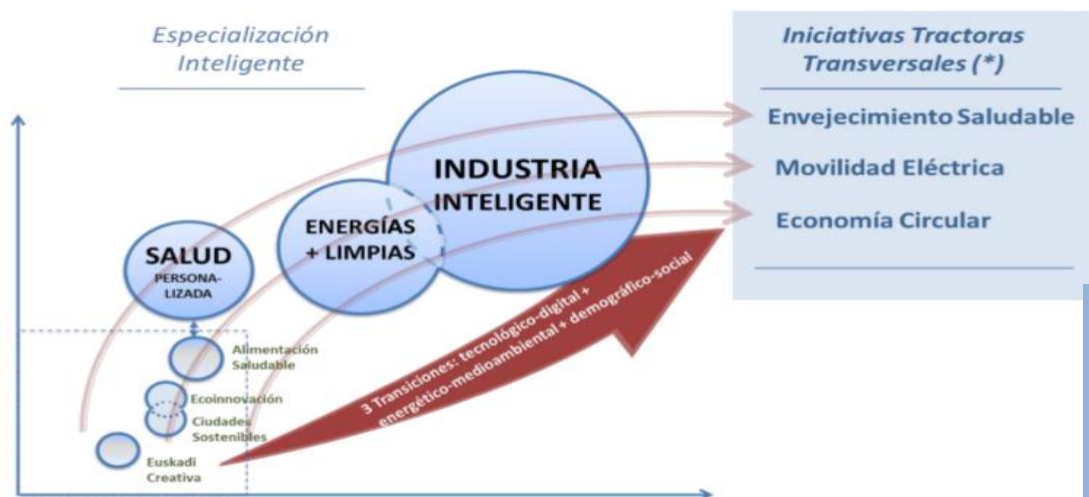 Especialización
Inteligente
Iniciativas Tractoras
Transversales (*)
Envejecimiento Saludable
Movilidad Eléctrica
Economía Circular
INDUSTRIA
INTELIGENTE
ENERGÍAS
+ LIMPIAS
SALUD
PERSONA-
LIZADA
Alimentación
Saludable
Ecoinnovación
Ciudades
Sostenibles
Euskadi
Creativa
3 Transiciones: tecnológico-digital +
energético-medioambiental + demográfico-social